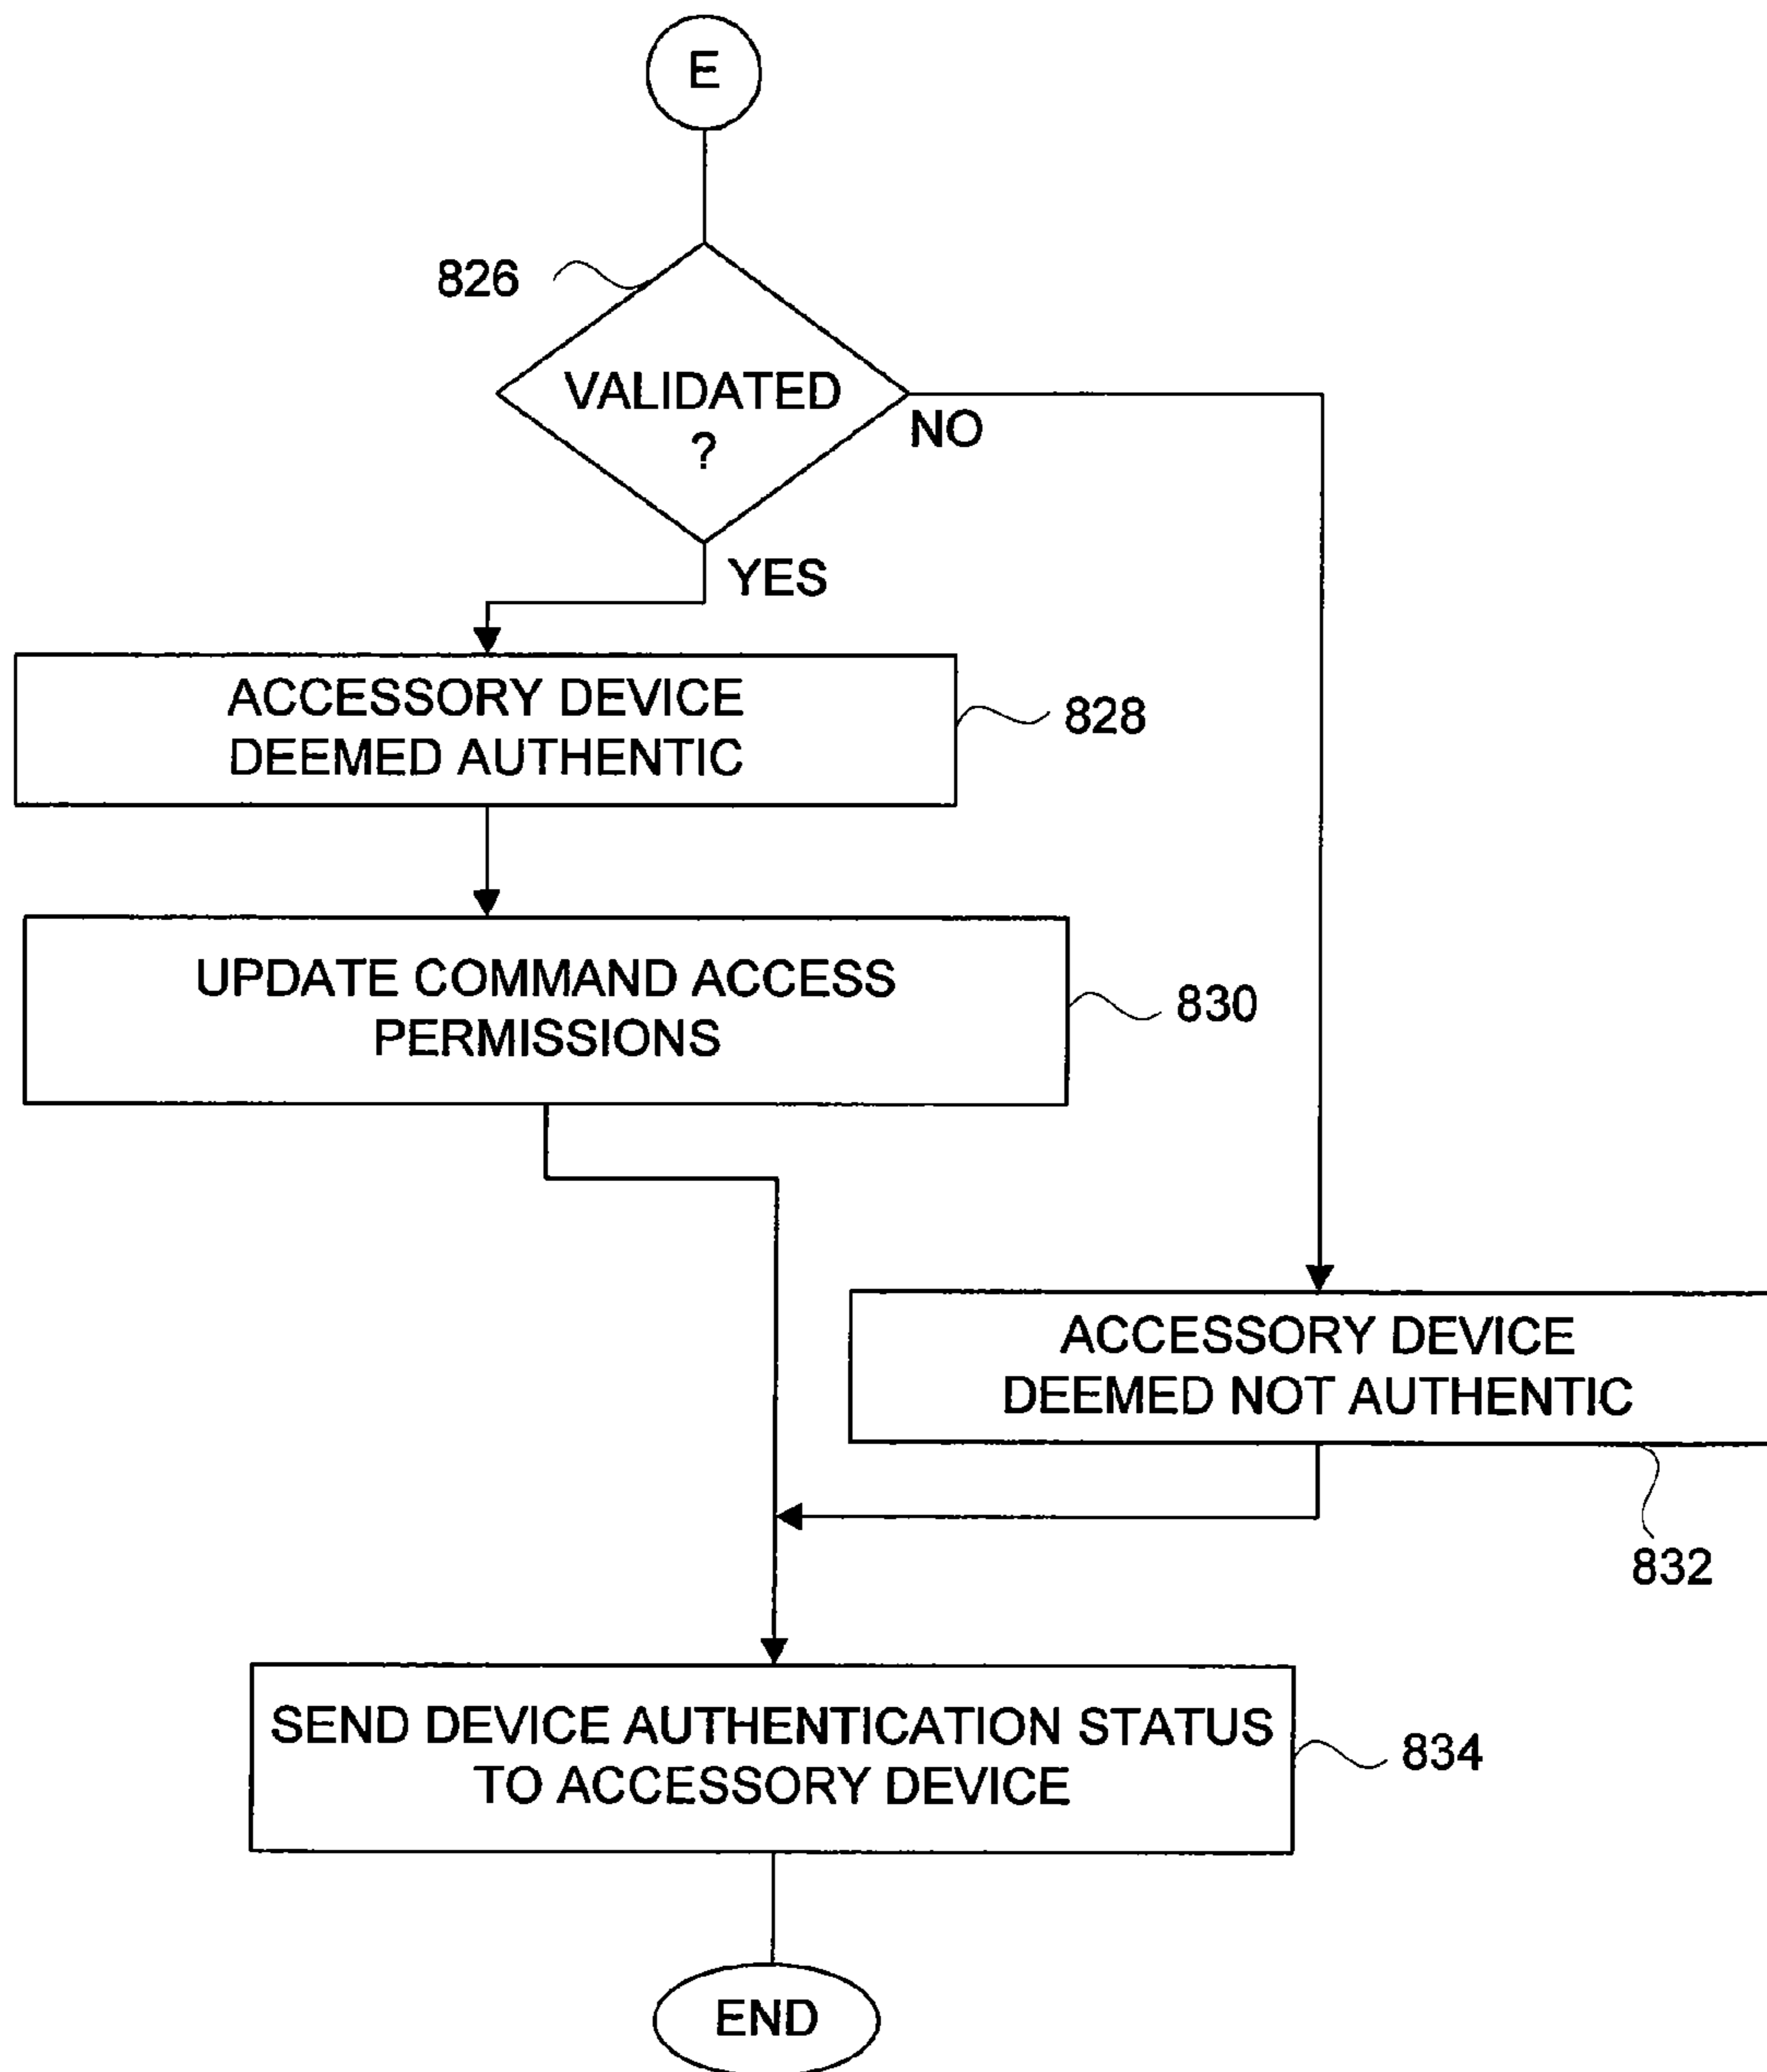 E
826
VALIDATED
?
NO
YES
ACCESSORY DEVICE
DEEMED AUTHENTIC
828
UPDATE COMMAND ACCESS
PERMISSIONS
830
ACCESSORY DEVICE
DEEMED NOT AUTHENTIC
832
SEND DEVICE AUTHENTICATION STATUS
TO ACCESSORY DEVICE
834
END